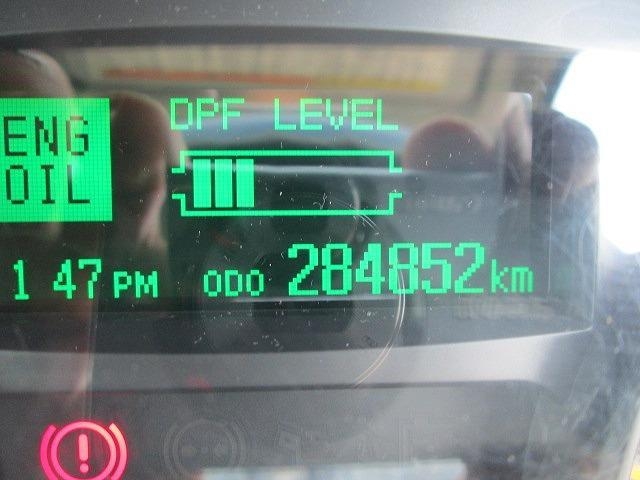 DPF LEVEL
ENG
OIL
1 47 PM ODO 284852 km
!